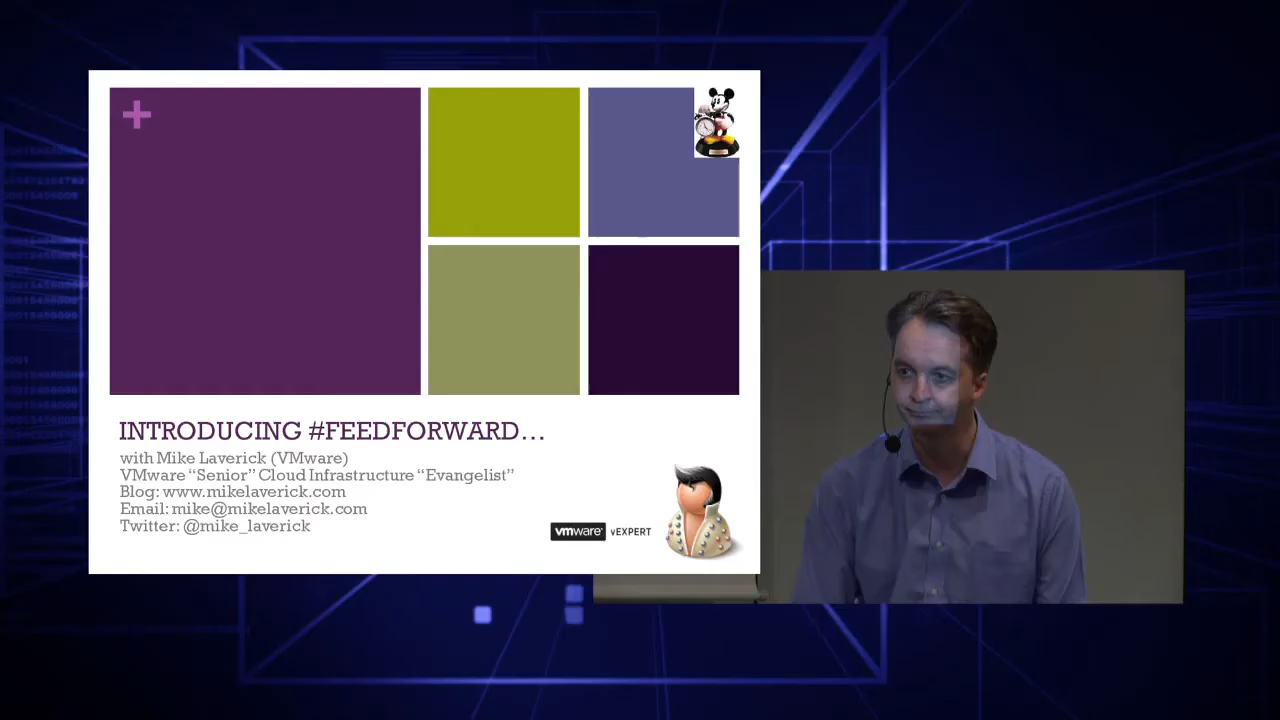 +
INTRODUCING #FEEDFORWARD...
with Mike Laverick (VMware)
VMware “Senior” Cloud Infrastructure “Evangelist”
Blog: www.mikelaverick.com
Email: mike@mikelaverick.com
Twitter: @mike_laverick
vmware vEXPERT